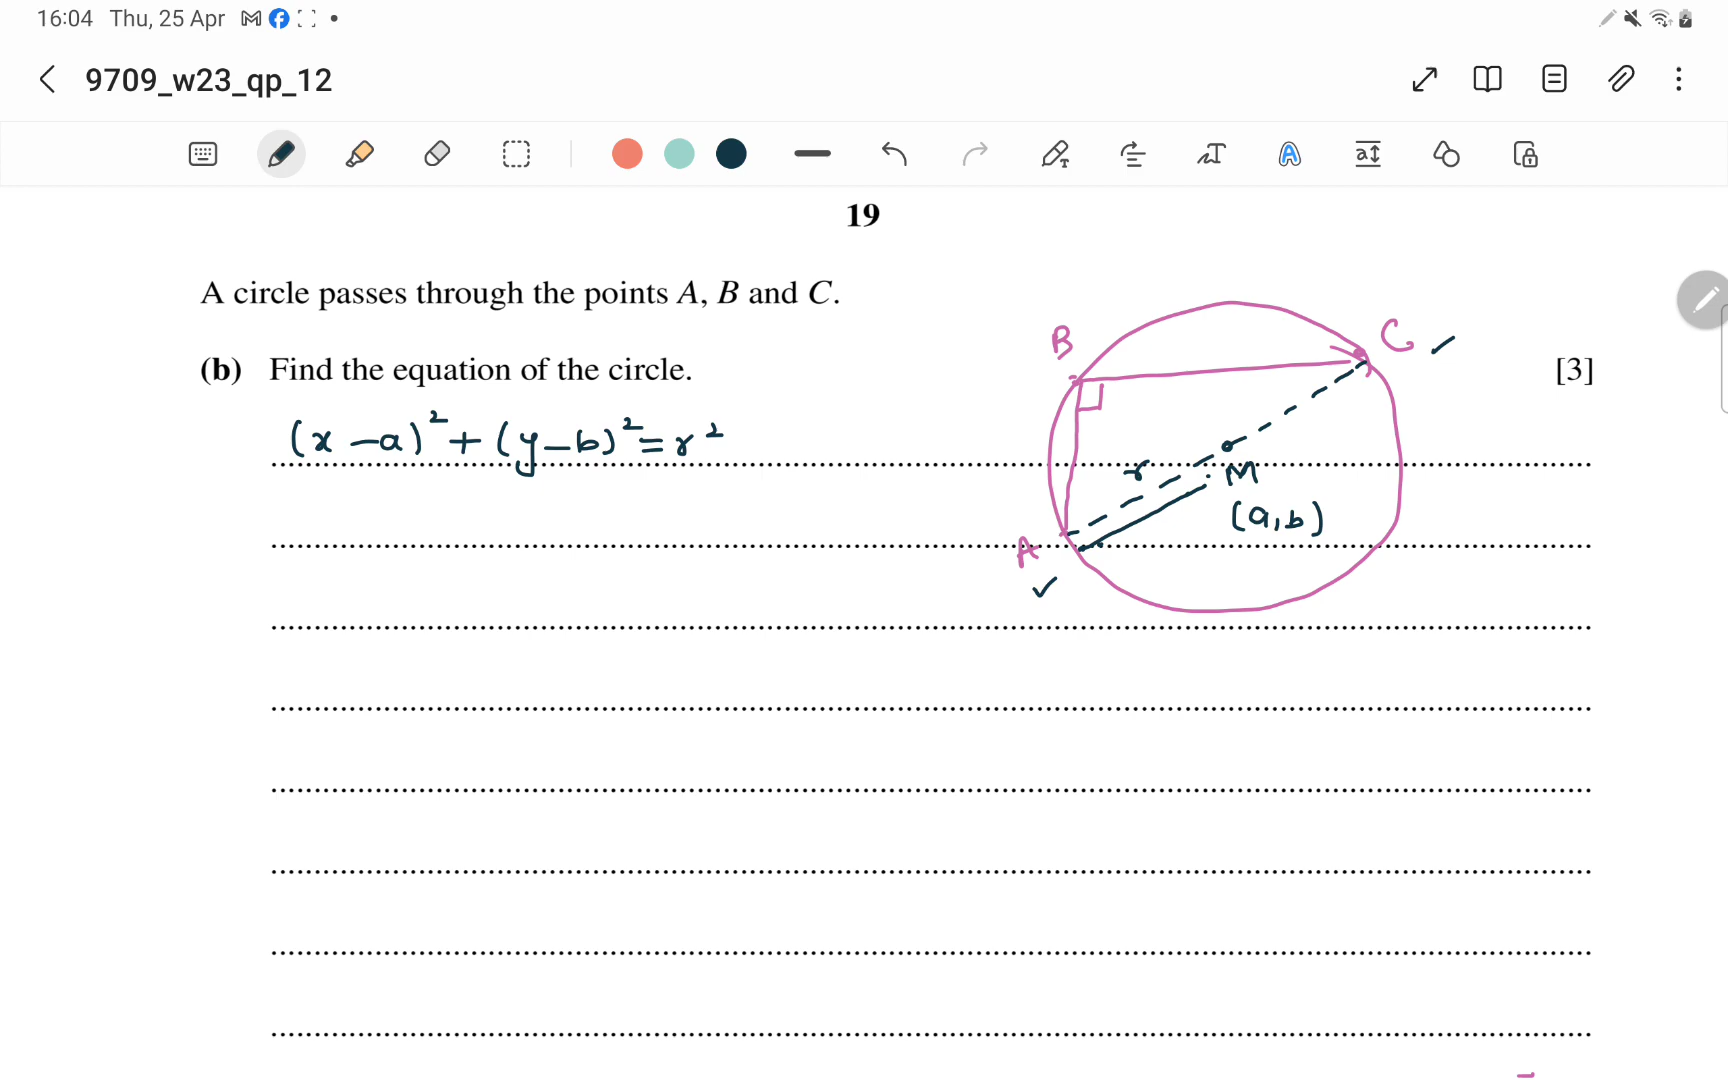 16:04 Thu, 25 Apr
9709_w23_qp_12
19
A circle passes through the points A, B and C.
(b) Find the equation of the circle. [3]
(x - a)² + (y - b)² = r²
B
C
r
M
(a, b)
A